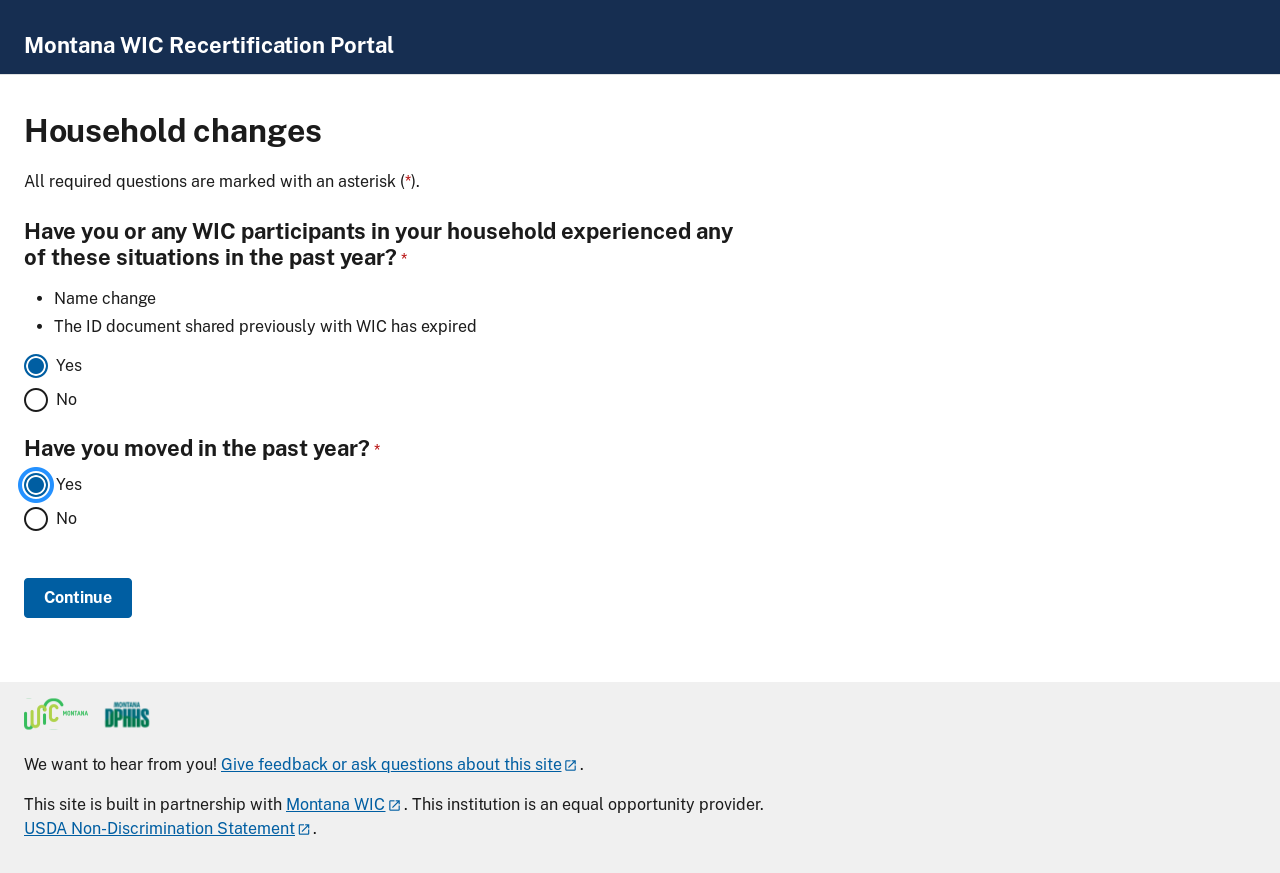 Montana WIC Recertification Portal
Household changes
All required questions are marked with an asterisk (*).
Have you or any WIC participants in your household experienced any
of these situations in the past year? *
• Name change
• The ID document shared previously with WIC has expired
Yes
No
Have you moved in the past year? *
Yes
No
Continue
WIC MONTANA
MONTANA
DPHHS
We want to hear from you! Give feedback or ask questions about this site.
This site is built in partnership with Montana WIC. This institution is an equal opportunity provider.
USDA Non-Discrimination Statement.